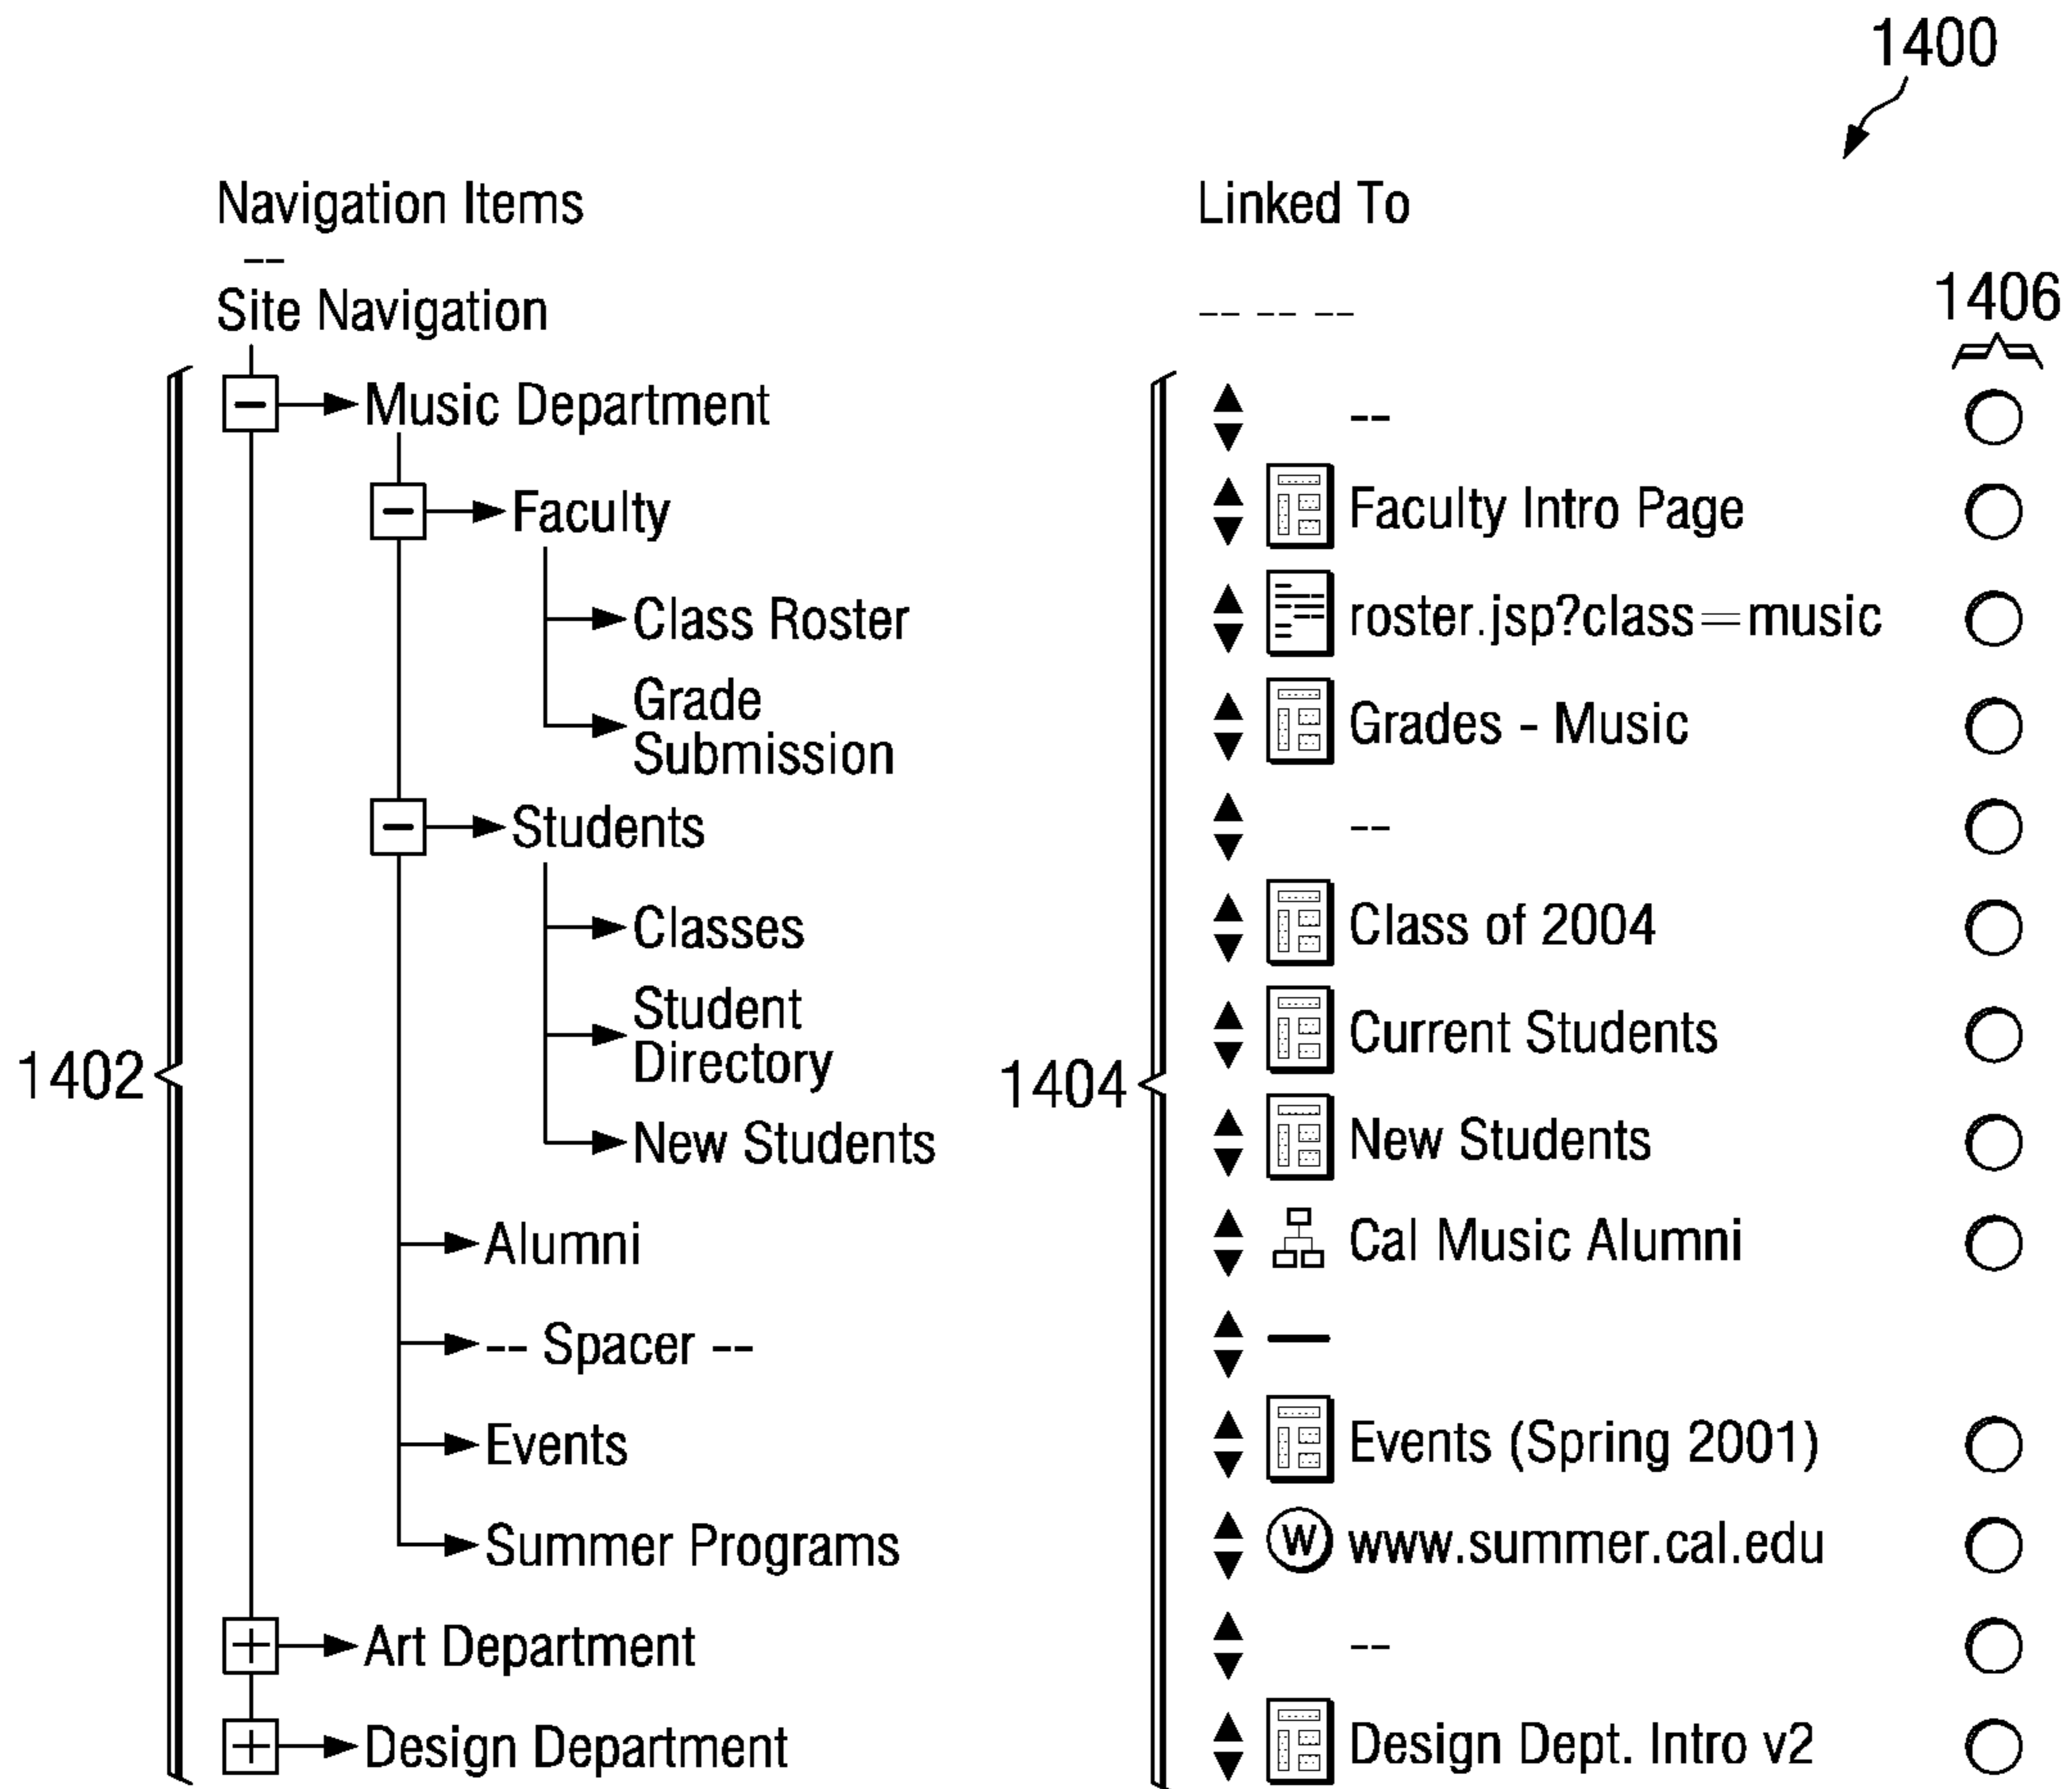 1400
Navigation Items
Linked To
--
Site Navigation
-- -- --
1406
Music Department
--
Faculty
Faculty Intro Page
Class Roster
roster.jsp?class=music
Grade
Submission
Grades - Music
Students
--
Classes
Class of 2004
Student
Directory
Current Students
1402
1404
New Students
New Students
Alumni
Cal Music Alumni
-- Spacer --
Events
Events (Spring 2001)
Summer Programs
W www.summer.cal.edu
Art Department
--
Design Department
Design Dept. Intro v2